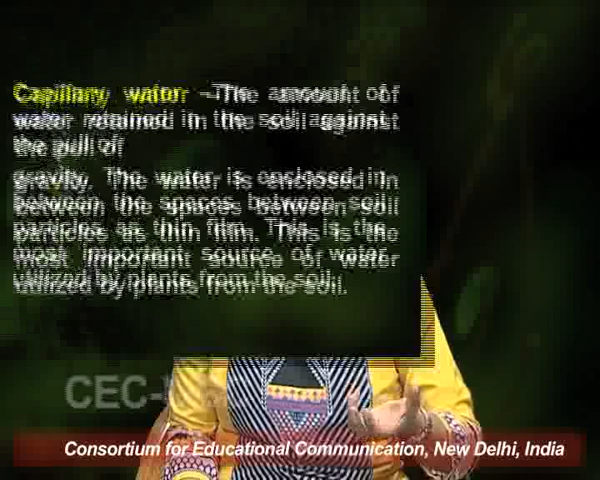 Capillary water – The amount of
water retained in the soil against
the pull of
gravity. The water is enclosed in
between the spaces between soil
particles as thin film. This is the
most important source of water
utilized by plants from the soil.
CEC-
Consortium for Educational Communication, New Delhi, India